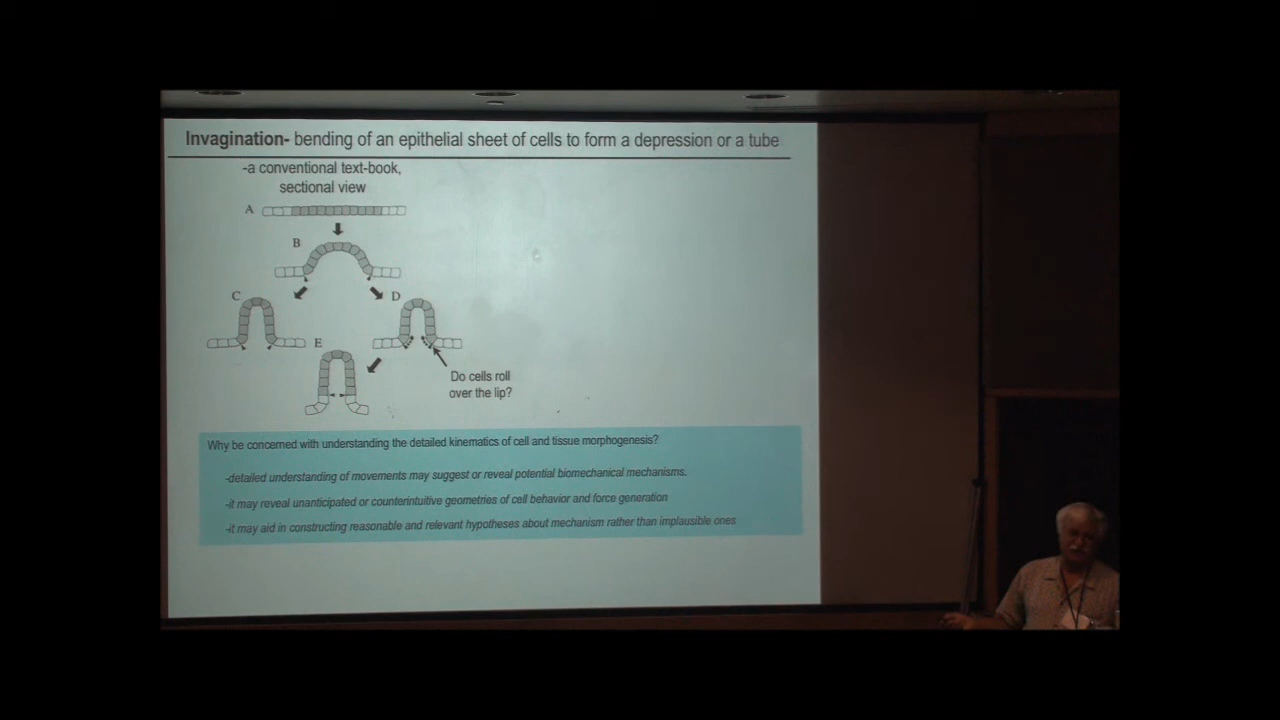 Invagination- bending of an epithelial sheet of cells to form a depression or a tube
-a conventional text-book,
sectional view
A
B
C
D
E
Do cells roll
over the lip?
Why be concerned with understanding the detailed kinematics of cell and tissue morphogenesis?
-detailed understanding of movements may suggest or reveal potential biomechanical mechanisms.
-it may reveal unanticipated or counterintuitive geometries of cell behavior and force generation
-it may aid in constructing reasonable and relevant hypotheses about mechanism rather than implausible ones